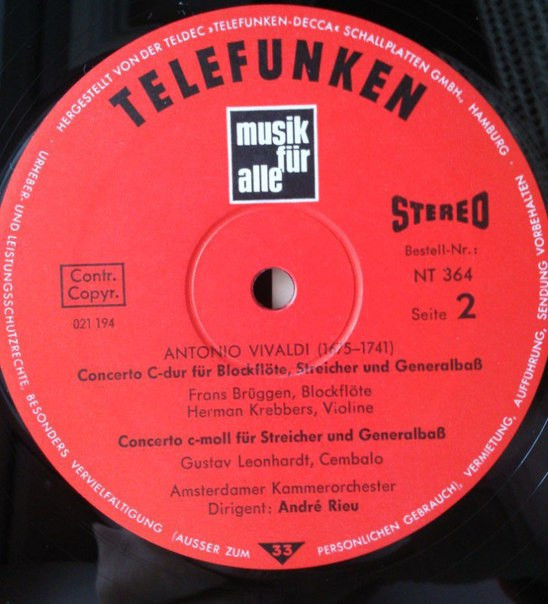 HERGESTELLT VON DER TELDEC »TELEFUNKEN-DECCA« SCHALLPLATTEN GMBH., HAMBURG · URHEBER- UND LEISTUNGSSCHUTZRECHTE, BESONDERS VERVIELFÄLTIGUNG (AUSSER ZUM PERSÖNLICHEN GEBRAUCH), VERMIETUNG, AUFFÜHRUNG, SENDUNG VORBEHALTEN
TELEFUNKEN
musik
für
alle
STEREO
Bestell-Nr.:
NT 364
Seite 2
Contr.
Copyr.
021 194
ANTONIO VIVALDI (1675–1741)
Concerto C-dur für Blockflöte, Streicher und Generalbaß
Frans Brüggen, Blockflöte
Herman Krebbers, Violine
Concerto c-moll für Streicher und Generalbaß
Gustav Leonhardt, Cembalo
Amsterdamer Kammerorchester
Dirigent: André Rieu
33